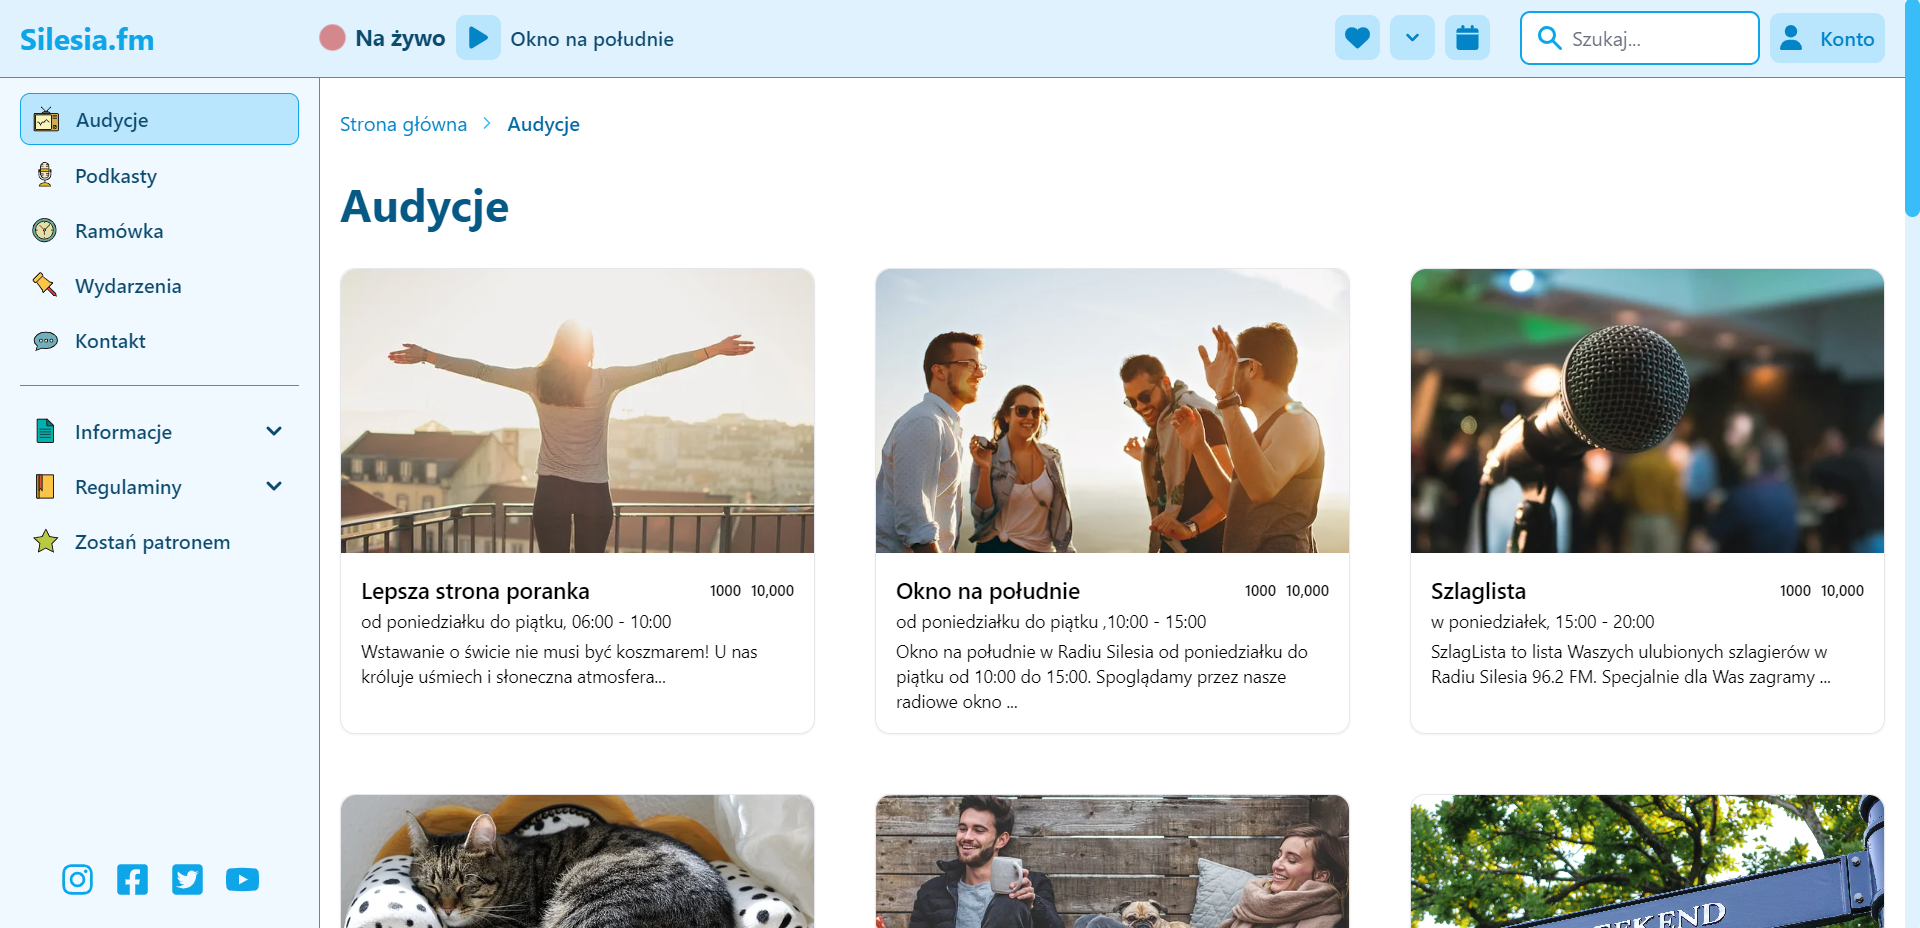 Silesia.fm
Na żywo
Okno na południe
Szukaj...
Konto
Audycje
Podkasty
Ramówka
Wydarzenia
Kontakt
Informacje
Regulaminy
Zostań patronem
Strona główna
Audycje
Audycje
Lepsza strona poranka
1000 10,000
od poniedziałku do piątku, 06:00 - 10:00
Wstawanie o świcie nie musi być koszmarem! U nas
króluje uśmiech i słoneczna atmosfera...
Okno na południe
1000 10,000
od poniedziałku do piątku ,10:00 - 15:00
Okno na południe w Radiu Silesia od poniedziałku do
piątku od 10:00 do 15:00. Spoglądamy przez nasze
radiowe okno ...
Szlaglista
1000 10,000
w poniedziałek, 15:00 - 20:00
SzlagLista to lista Waszych ulubionych szlagierów w
Radiu Silesia 96.2 FM. Specjalnie dla Was zagramy ...